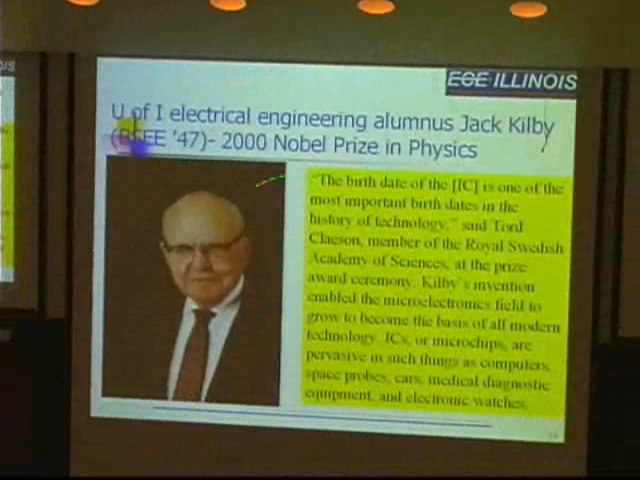 ECE ILLINOIS
U of I electrical engineering alumnus Jack Kilby
(BSEE '47)- 2000 Nobel Prize in Physics
"The birth date of the [IC] is one of the
most important birth dates in the
history of technology," said Tord
Claeson, member of the Royal Swedish
Academy of Sciences, at the prize
award ceremony. Kilby's invention
enabled the microelectronics field to
grow to become the basis of all modern
technology. ICs, or microchips, are
pervasive in such things as computers,
space probes, cars, medical diagnostic
equipment, and electronic watches.